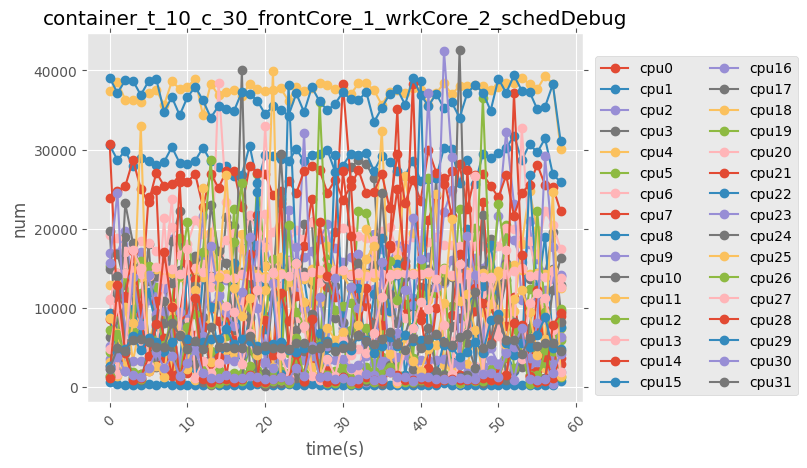 container_t_10_c_30_frontCore_1_wrkCore_2_schedDebug
40000
30000
20000
10000
0
num
0
10
20
30
40
50
60
time(s)
cpu0
cpu1
cpu2
cpu3
cpu4
cpu5
cpu6
cpu7
cpu8
cpu9
cpu10
cpu11
cpu12
cpu13
cpu14
cpu15
cpu16
cpu17
cpu18
cpu19
cpu20
cpu21
cpu22
cpu23
cpu24
cpu25
cpu26
cpu27
cpu28
cpu29
cpu30
cpu31